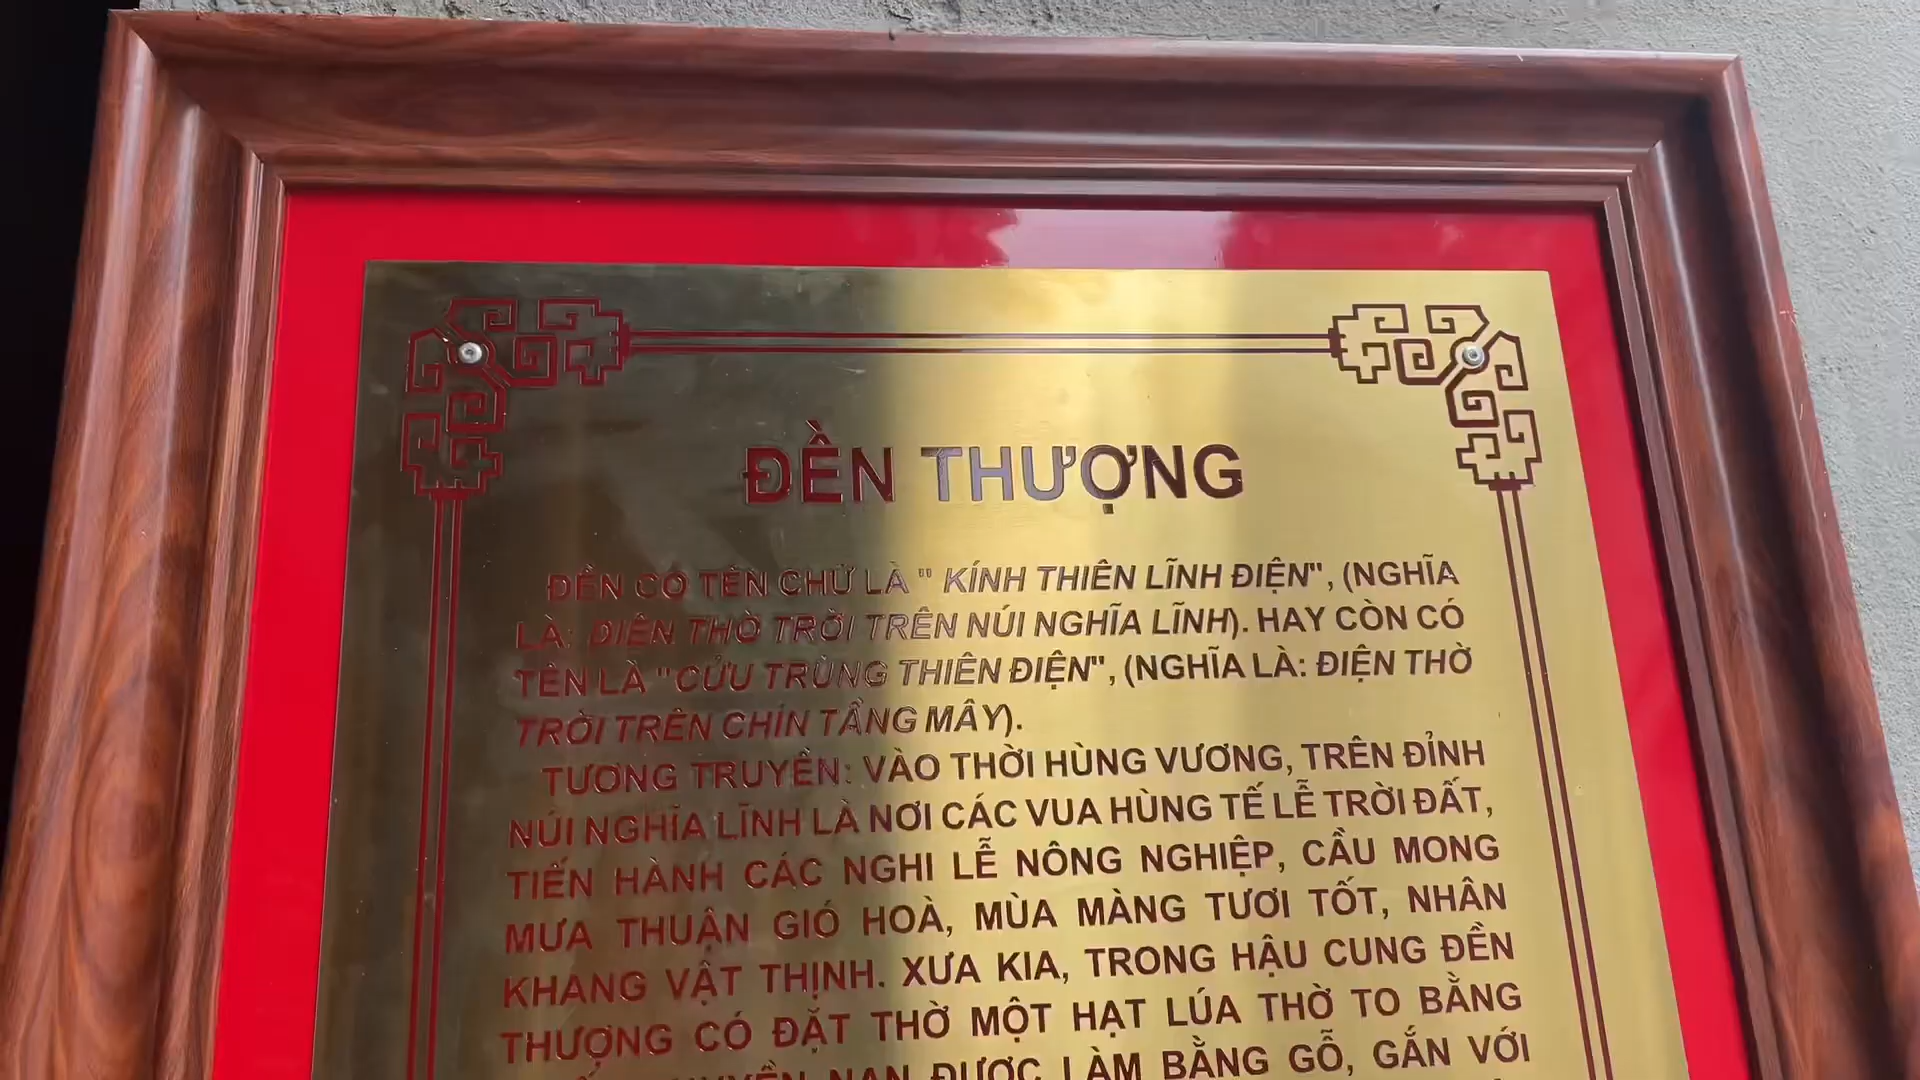 ĐỀN THƯỢNG
ĐỀN CÓ TÊN CHỮ LÀ " KÍNH THIÊN LĨNH ĐIỆN", (NGHĨA
LÀ: ĐIỆN THỜ TRỜI TRÊN NÚI NGHĨA LĨNH). HAY CÒN CÓ
TÊN LÀ "CỬU TRÙNG THIÊN ĐIỆN", (NGHĨA LÀ: ĐIỆN THỜ
TRỜI TRÊN CHÍN TẦNG MÂY).
TƯƠNG TRUYỀN: VÀO THỜI HÙNG VƯƠNG, TRÊN ĐỈNH
NÚI NGHĨA LĨNH LÀ NƠI CÁC VUA HÙNG TẾ LỄ TRỜI ĐẤT,
TIẾN HÀNH CÁC NGHI LỄ NÔNG NGHIỆP, CẦU MONG
MƯA THUẬN GIÓ HOÀ, MÙA MÀNG TƯƠI TỐT, NHÂN
KHANG VẬT THỊNH. XƯA KIA, TRONG HẬU CUNG ĐỀN
THƯỢNG CÓ ĐẶT THỜ MỘT HẠT LÚA THỜ TO BẰNG
NAN ĐƯỢC LÀM BẰNG GỖ, GẮN VỚI